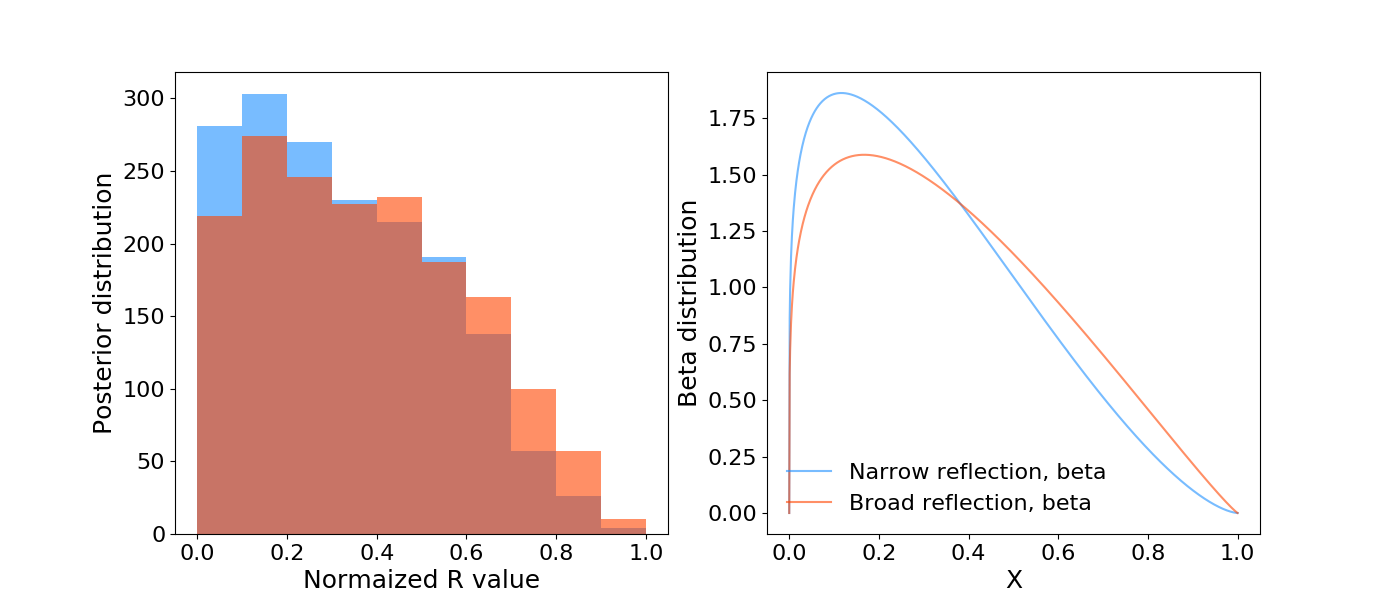 Posterior distribution
300
250
200
150
100
50
0
0.0 0.2 0.4 0.6 0.8 1.0
Normaized R value
Beta distribution
1.75
1.50
1.25
1.00
0.75
0.50
0.25
0.00
Narrow reflection, beta
Broad reflection, beta
0.0 0.2 0.4 0.6 0.8 1.0
X